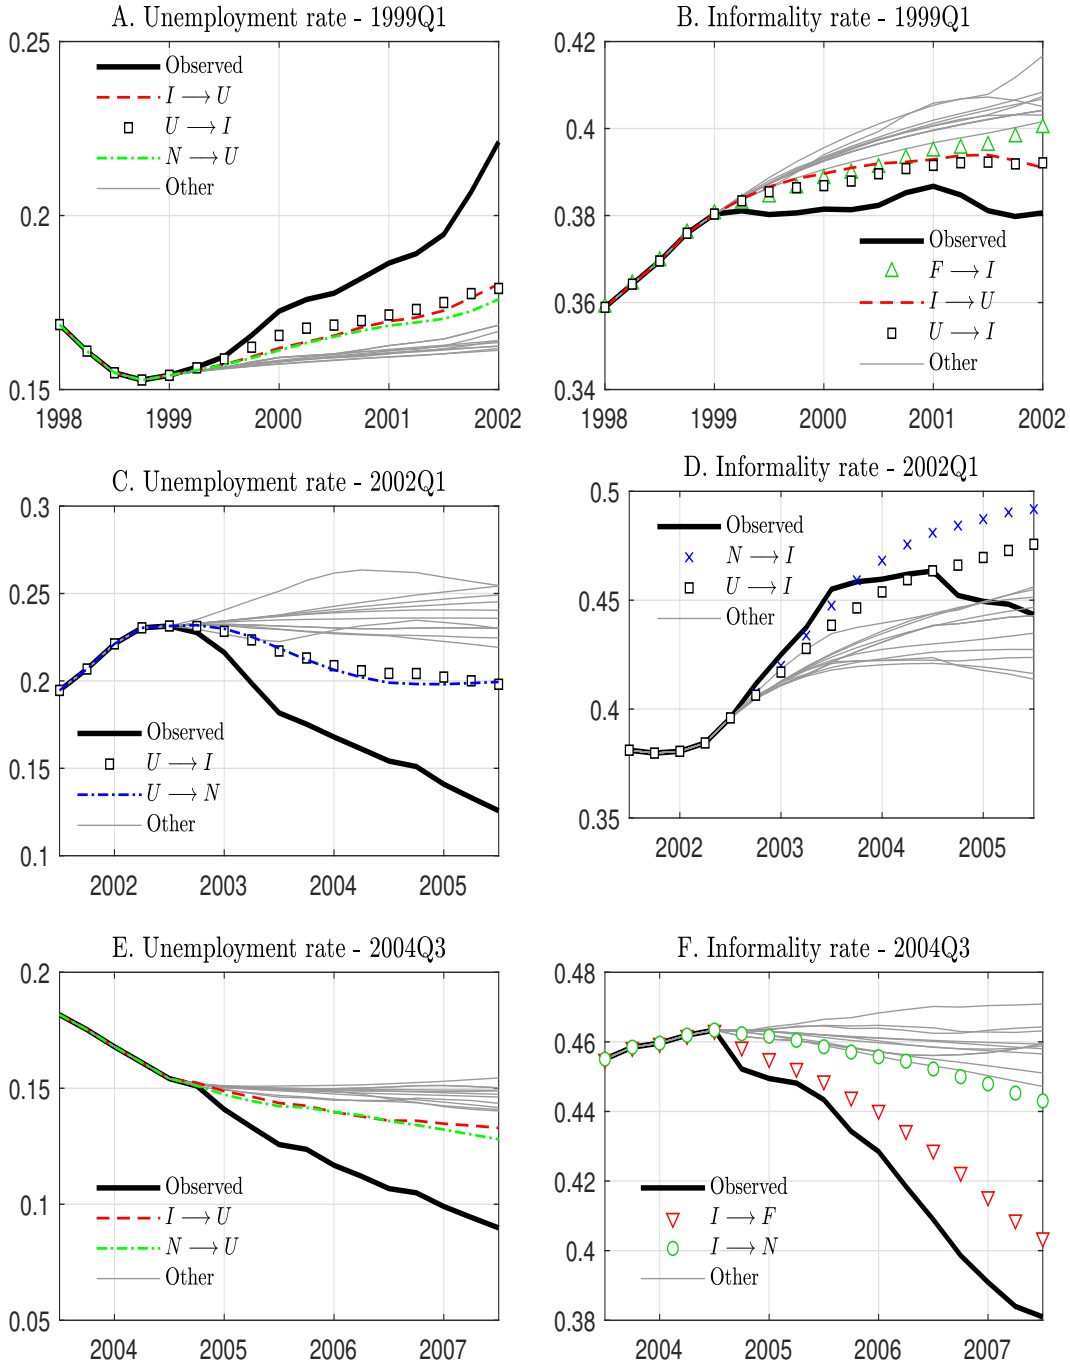 A. Unemployment rate - 1999Q1
0.25
0.2
0.15
Observed
I → U
U → I
N → U
Other
1998 1999 2000 2001 2002
B. Informality rate - 1999Q1
0.42
0.4
0.38
0.36
0.34
Observed
F → I
I → U
U → I
Other
1998 1999 2000 2001 2002
C. Unemployment rate - 2002Q1
0.3
0.25
0.2
0.15
0.1
Observed
U → I
U → N
Other
2002 2003 2004 2005
D. Informality rate - 2002Q1
0.5
0.45
0.4
0.35
Observed
N → I
U → I
Other
2002 2003 2004 2005
E. Unemployment rate - 2004Q3
0.2
0.15
0.1
0.05
Observed
I → U
N → U
Other
2004 2005 2006 2007
F. Informality rate - 2004Q3
0.48
0.46
0.44
0.42
0.4
0.38
Observed
I → F
I → N
Other
2004 2005 2006 2007